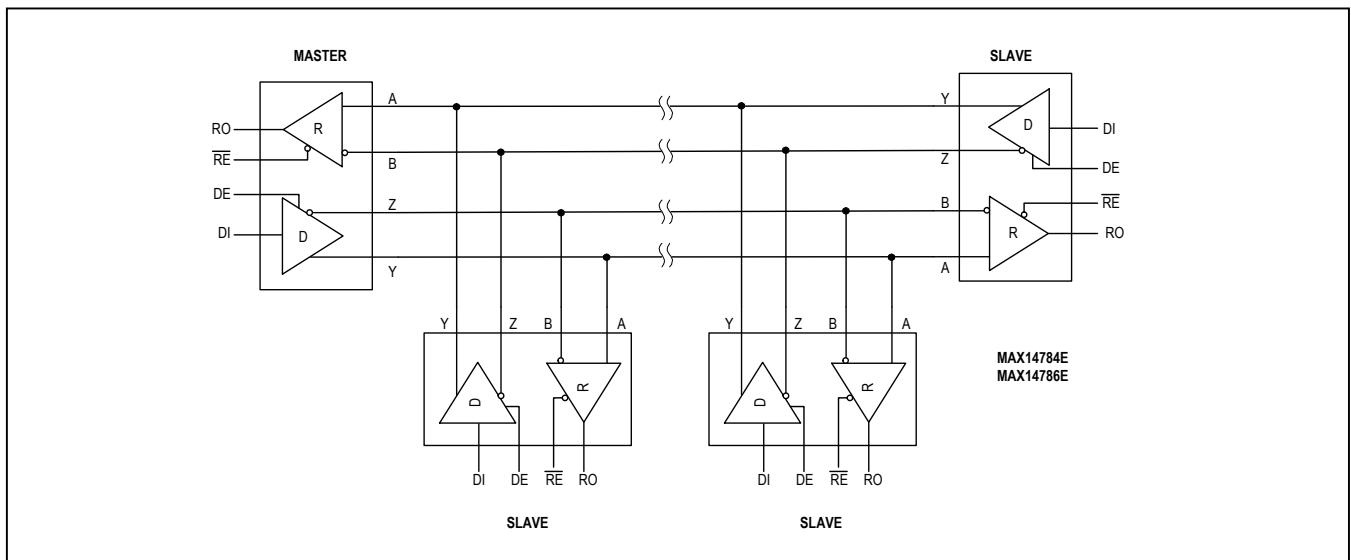 MASTER
SLAVE
A
Y
RO
R
D
DI
RE
B
Z
DE
DE
Z
B
RE
DI
D
R
RO
Y
A
Y Z B A
Y Z B A
MAX14784E
MAX14786E
D R
D R
DI DE RE RO
DI DE RE RO
SLAVE
SLAVE